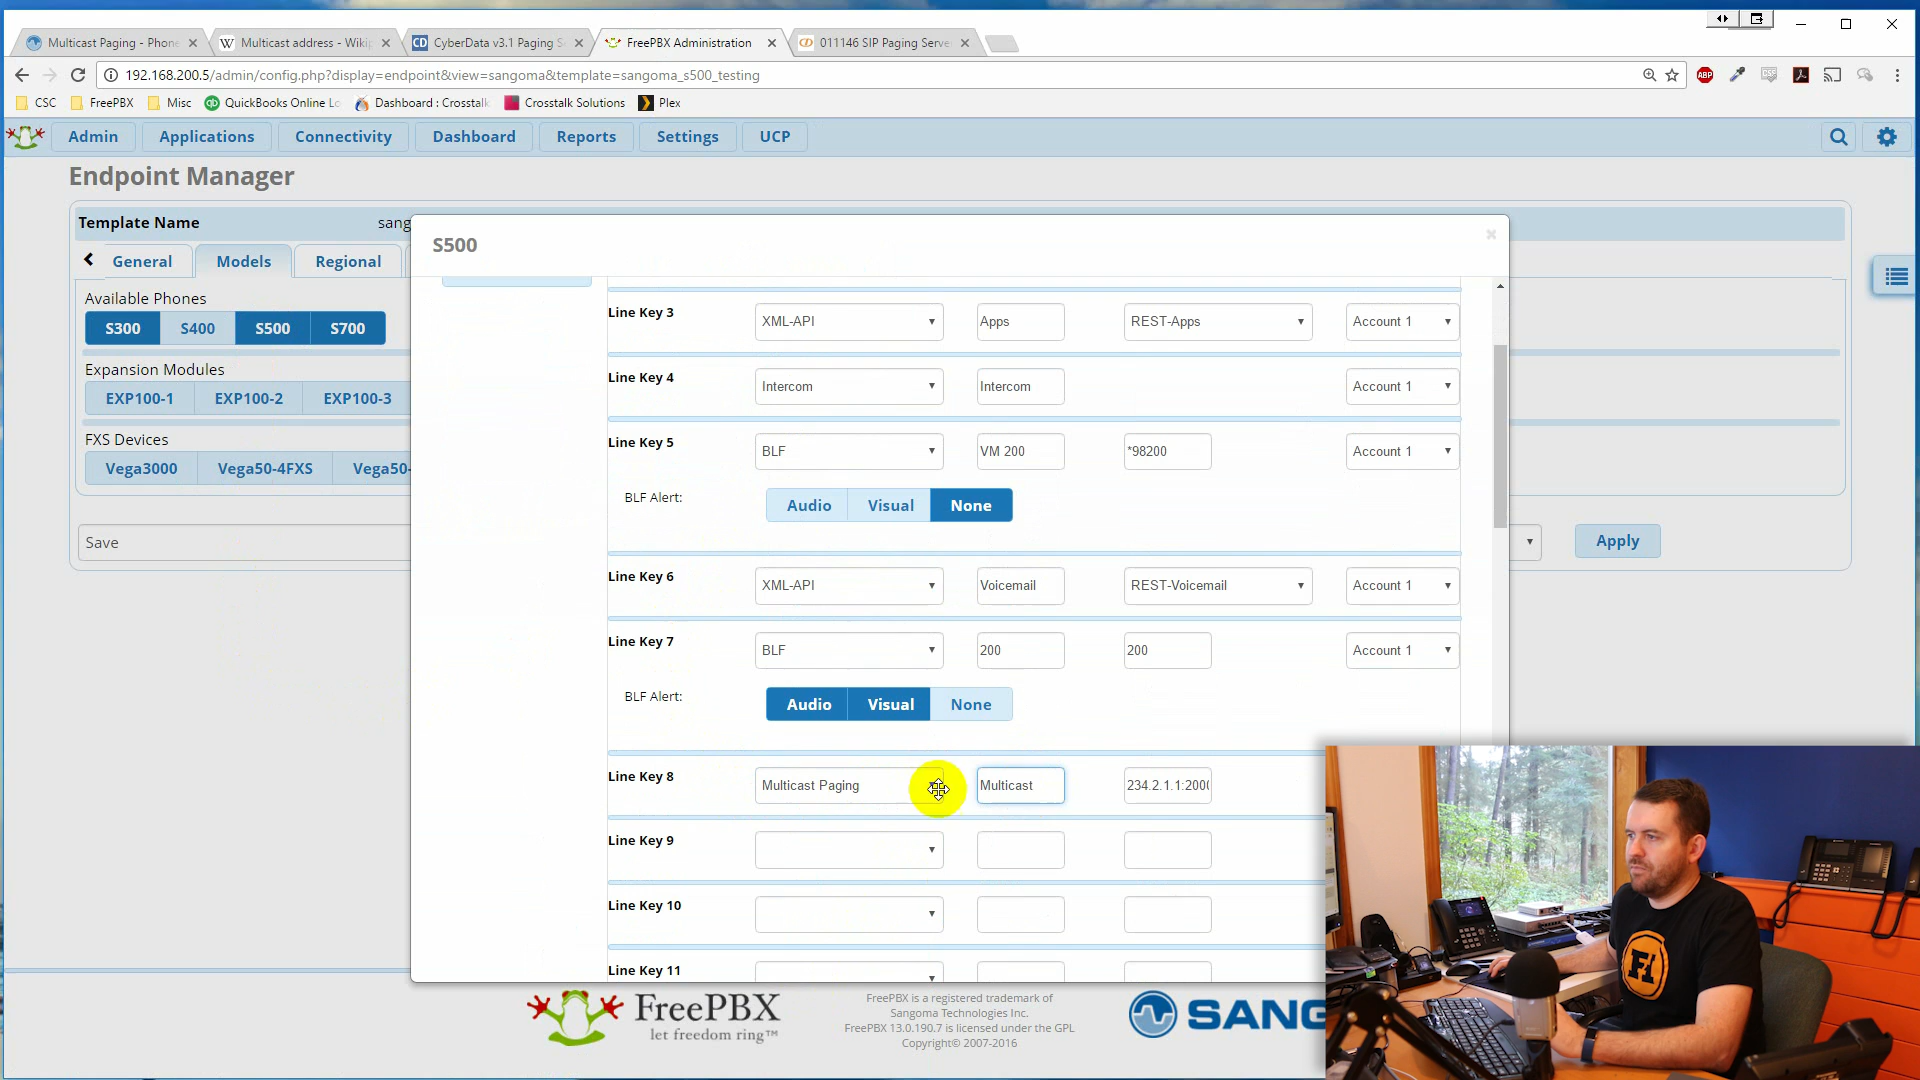 Multicast Paging - Phone
Multicast address - Wiki
CyberData v3.1 Paging S
FreePBX Administration
011146 SIP Paging Serve
192.168.200.5/admin/config.php?display=endpoint&view=sangoma&template=sangoma_s500_testing
ABP
CSC
FreePBX
Misc
QuickBooks Online Lo
Dashboard : Crosstalk
Crosstalk Solutions
Plex
Admin
Applications
Connectivity
Dashboard
Reports
Settings
UCP
Endpoint Manager
Template Name
sang
General
Models
Regional
Available Phones
S300
S400
S500
S700
Expansion Modules
EXP100-1
EXP100-2
EXP100-3
FXS Devices
Vega3000
Vega50-4FXS
Vega50-
Save
Apply
S500
Line Key 3
XML-API
Apps
REST-Apps
Account 1
Line Key 4
Intercom
Intercom
Account 1
Line Key 5
BLF
VM 200
*98200
Account 1
BLF Alert:
Audio
Visual
None
Line Key 6
XML-API
Voicemail
REST-Voicemail
Account 1
Line Key 7
BLF
200
200
Account 1
BLF Alert:
Audio
Visual
None
Line Key 8
Multicast Paging
Multicast
234.2.1.1:2000
Line Key 9
Line Key 10
Line Key 11
FreePBX
let freedom ring™
FreePBX is a registered trademark of
Sangoma Technologies Inc.
FreePBX 13.0.190.7 is licensed under the GPL
Copyright© 2007-2016
SANG